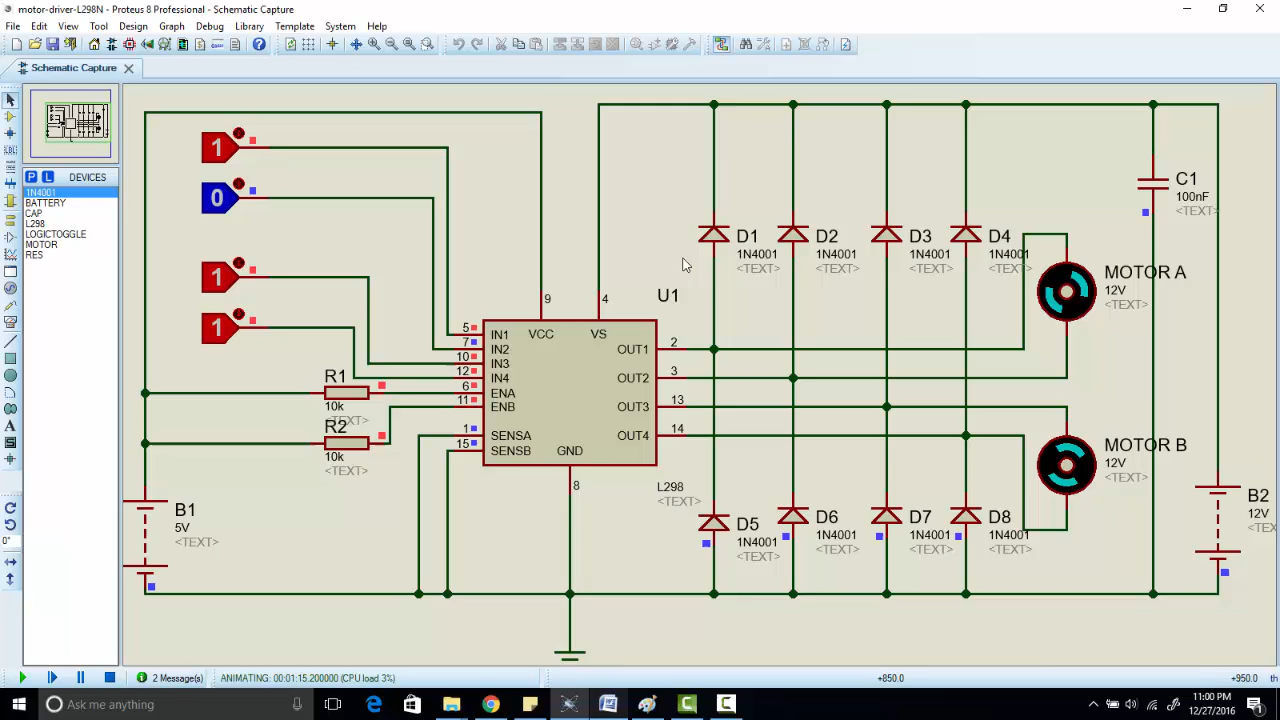 motor-driver-L298N - Proteus 8 Professional - Schematic Capture
File Edit View Tool Design Graph Debug Library Template System Help
Schematic Capture
P L DEVICES
1N4001
BATTERY
CAP
L298
LOGICTOGGLE
MOTOR
RES
LBL
A
0°
1
0
1
1
R1
10k
<TEXT>
R2
10k
<TEXT>
B1
5V
<TEXT>
U1
9
4
VCC
VS
5 IN1
7 IN2
10 IN3
12 IN4
6 ENA
11 ENB
1 SENSA
15 SENSB
GND
8
OUT1 2
OUT2 3
OUT3 13
OUT4 14
L298
<TEXT>
D1
1N4001
<TEXT>
D2
1N4001
<TEXT>
D3
1N4001
<TEXT>
D4
1N4001
<TEXT>
D5
1N4001
<TEXT>
D6
1N4001
<TEXT>
D7
1N4001
<TEXT>
D8
1N4001
<TEXT>
C1
100nF
<TEXT>
MOTOR A
12V
<TEXT>
MOTOR B
12V
<TEXT>
B2
12V
<TEX
2 Message(s)
ANIMATING: 00:01:15.200000 (CPU load 3%)
+850.0
+950.0
th
Ask me anything
11:00 PM
12/27/2016